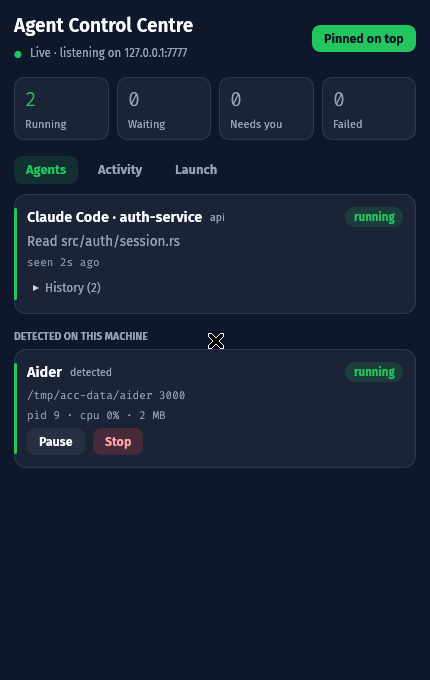 Agent Control Centre
Live · listening on 127.0.0.1:7777
Pinned on top
2
Running
0
Waiting
0
Needs you
0
Failed
Agents
Activity
Launch
Claude Code · auth-service api running
Read src/auth/session.rs
seen 2s ago
▸ History (2)
DETECTED ON THIS MACHINE
Aider detected running
/tmp/acc-data/aider 3000
pid 9 · cpu 0% · 2 MB
Pause
Stop